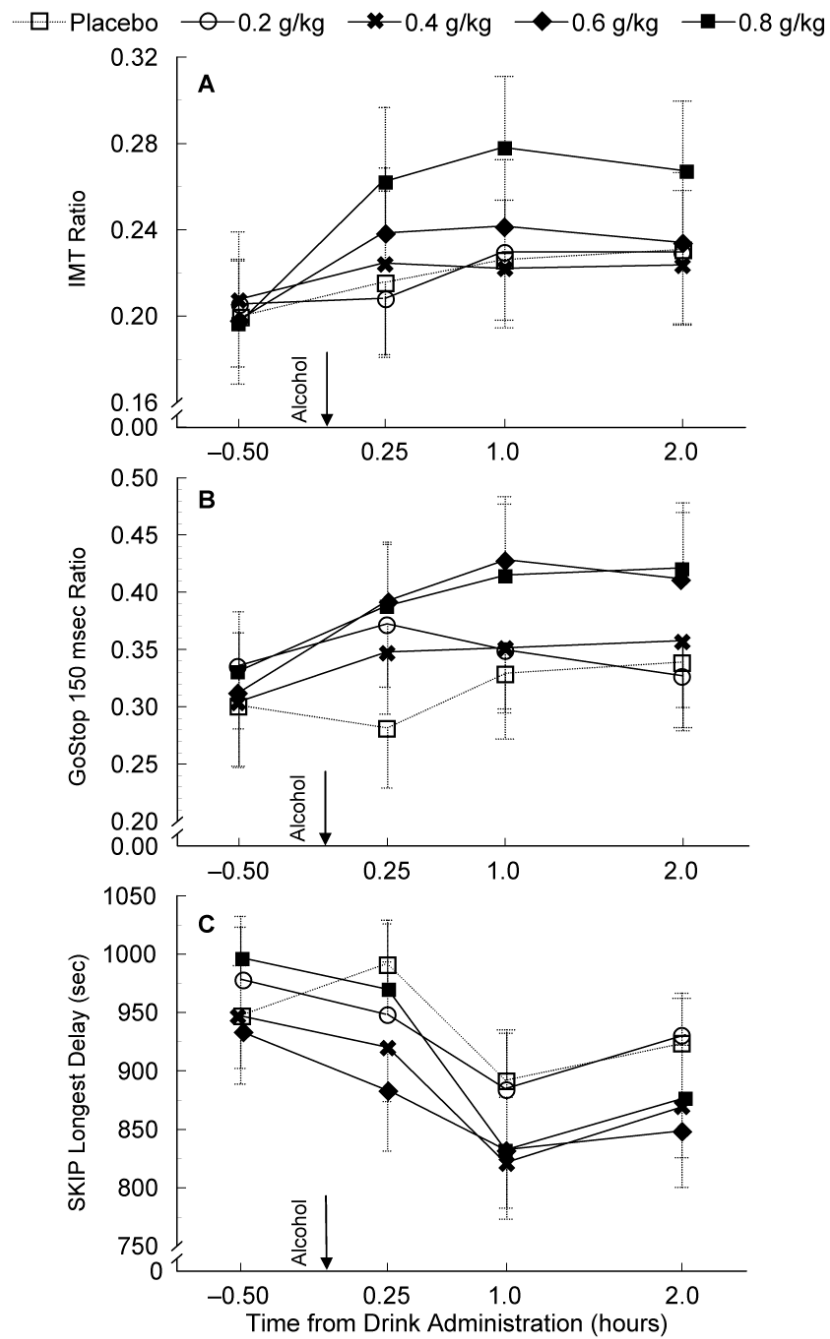 Placebo 0.2 g/kg 0.4 g/kg 0.6 g/kg 0.8 g/kg
A
IMT Ratio
0.32
0.28
0.24
0.20
0.16
0.00
Alcohol
–0.50 0.25 1.0 2.0
B
GoStop 150 msec Ratio
0.50
0.45
0.40
0.35
0.30
0.25
0.20
0.00
Alcohol
–0.50 0.25 1.0 2.0
C
SKIP Longest Delay (sec)
1050
1000
950
900
850
800
750
0
Alcohol
–0.50 0.25 1.0 2.0
Time from Drink Administration (hours)